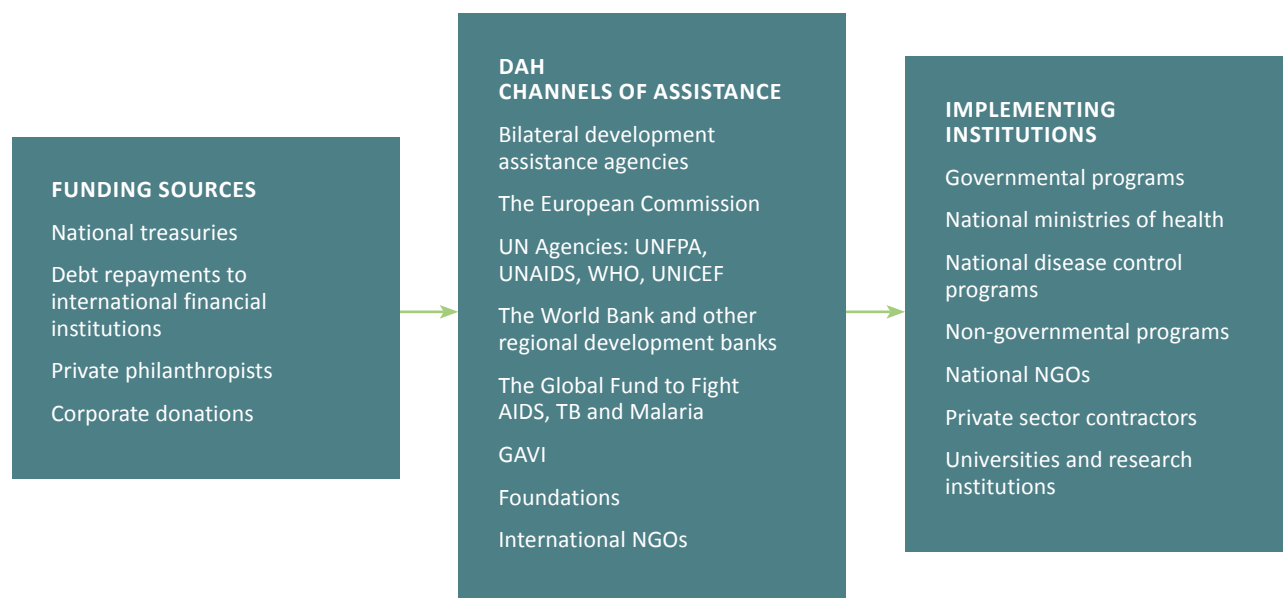 FUNDING SOURCES
National treasuries
Debt repayments to
international financial
institutions
Private philanthropists
Corporate donations
DAH
CHANNELS OF ASSISTANCE
Bilateral development
assistance agencies
The European Commission
UN Agencies: UNFPA,
UNAIDS, WHO, UNICEF
The World Bank and other
regional development banks
The Global Fund to Fight
AIDS, TB and Malaria
GAVI
Foundations
International NGOs
IMPLEMENTING
INSTITUTIONS
Governmental programs
National ministries of health
National disease control
programs
Non-governmental programs
National NGOs
Private sector contractors
Universities and research
institutions